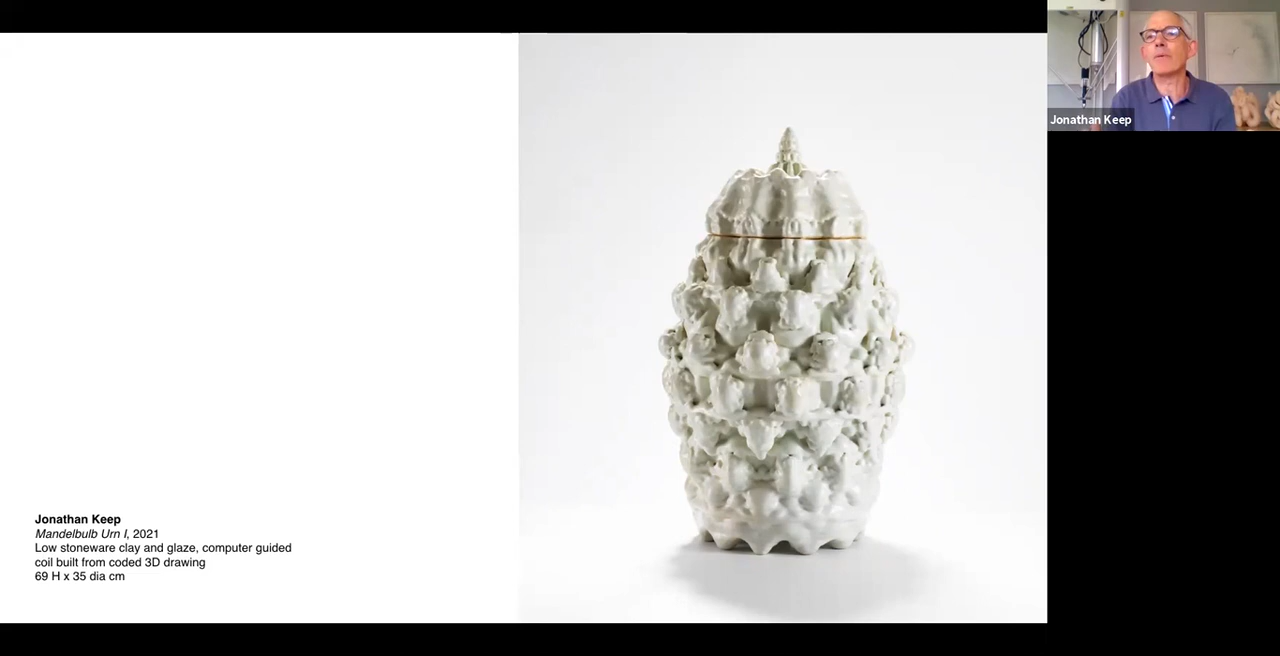 Jonathan Keep
Jonathan Keep
Mandelbulb Urn I, 2021
Low stoneware clay and glaze, computer guided
coil built from coded 3D drawing
69 H x 35 dia cm